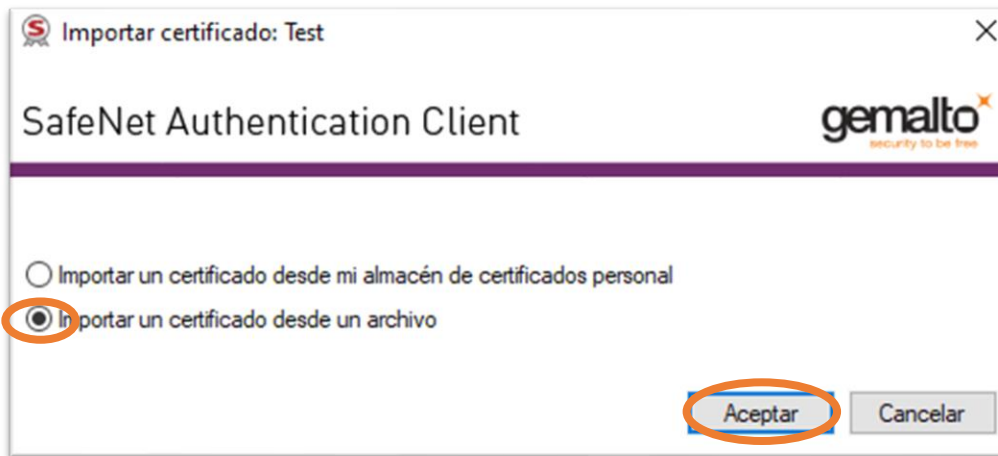 Importar certificado: Test
SafeNet Authentication Client
gemalto
security to be free
Importar un certificado desde mi almacén de certificados personal
Importar un certificado desde un archivo
Aceptar
Cancelar